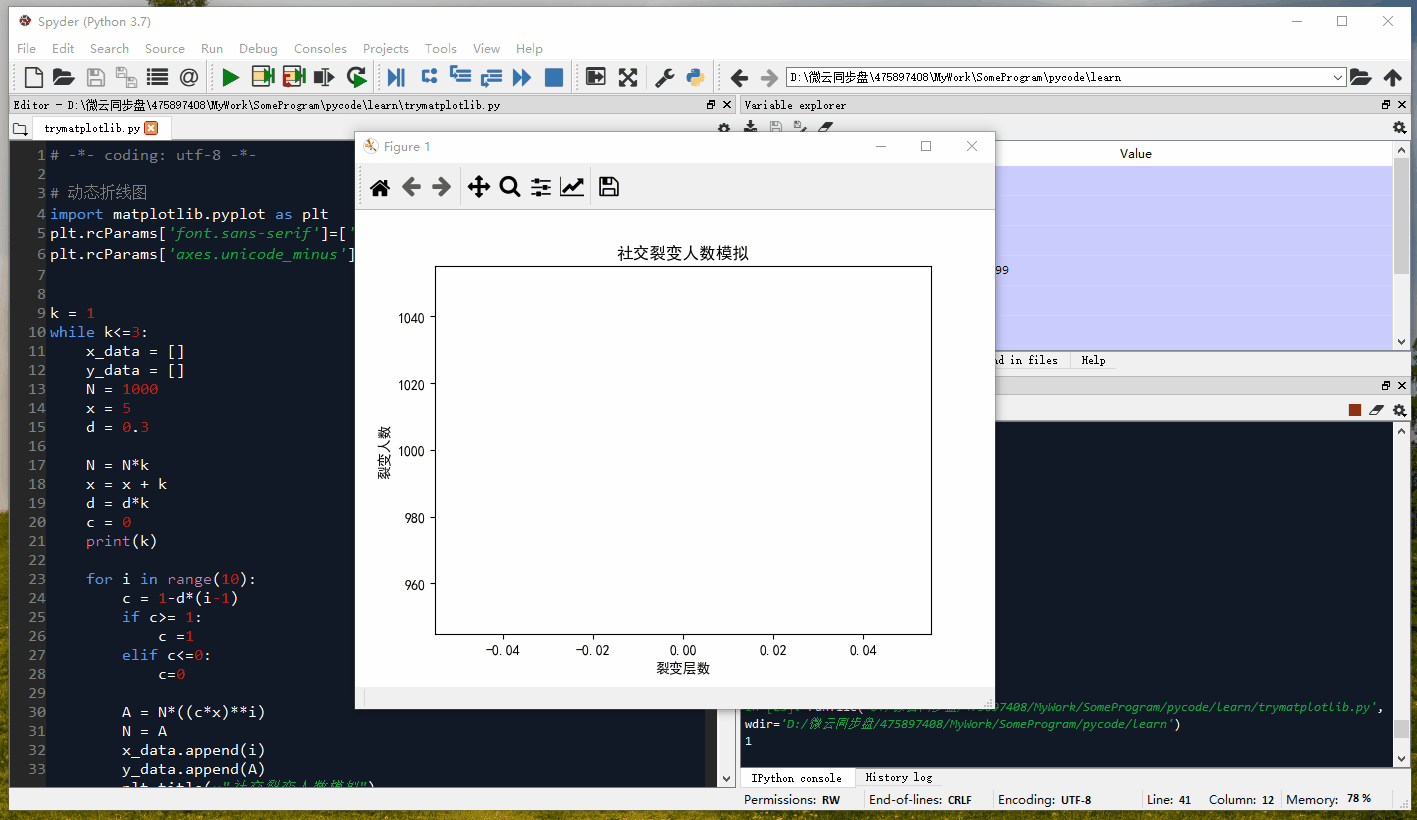 Spyder (Python 3.7)
File Edit Search Source Run Debug Consoles Projects Tools View Help
D:\微云同步盘\475897408\MyWork\SomeProgram\pycode\learn
Editor - D:\微云同步盘\475897408\MyWork\SomeProgram\pycode\learn\trymatplotlib.py
Variable explorer
trymatplotlib.py
Value
99
1 # -*- coding: utf-8 -*-
2
3 # 动态折线图
4 import matplotlib.pyplot as plt
5 plt.rcParams['font.sans-serif']=['
6 plt.rcParams['axes.unicode_minus']
7
8
9 k = 1
10 while k<=3:
11 x_data = []
12 y_data = []
13 N = 1000
14 x = 5
15 d = 0.3
16
17 N = N*k
18 x = x + k
19 d = d*k
20 c = 0
21 print(k)
22
23 for i in range(10):
24 c = 1-d*(i-1)
25 if c>= 1:
26 c =1
27 elif c<=0:
28 c=0
29
30 A = N*((c*x)**i)
31 N = A
32 x_data.append(i)
33 y_data.append(A)
Figure 1
社交裂变人数模拟
1040
1020
1000
980
960
裂变人数
-0.04 -0.02 0.00 0.02 0.04
裂变层数
in files Help
475897408/MyWork/SomeProgram/pycode/learn/trymatplotlib.py',
wdir='D:/微云同步盘/475897408/MyWork/SomeProgram/pycode/learn')
1
IPython console History log
Permissions: RW End-of-lines: CRLF Encoding: UTF-8 Line: 41 Column: 12 Memory: 78 %